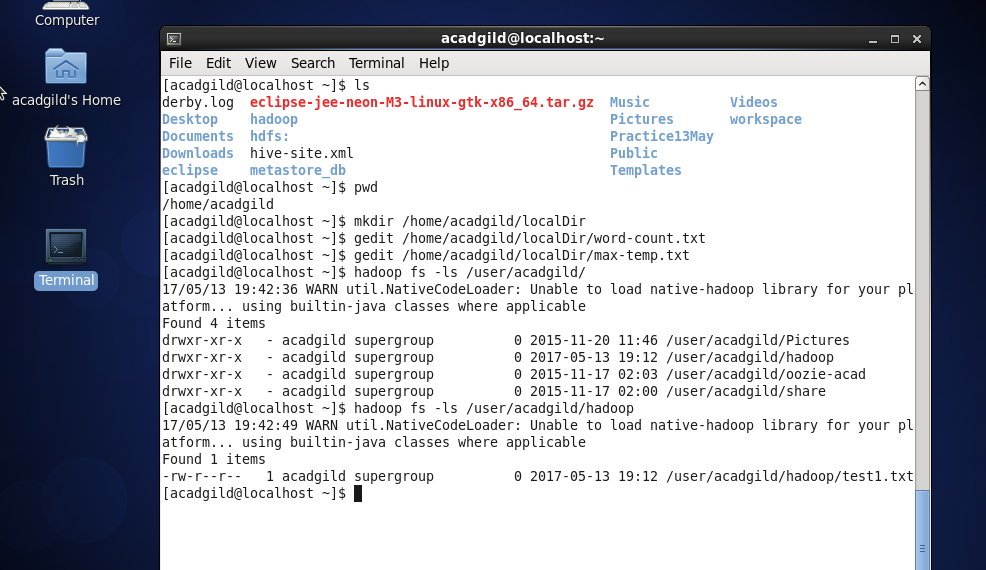 Computer
acadgild's Home
Trash
Terminal
acadgild@localhost:~
File Edit View Search Terminal Help
[acadgild@localhost ~]$ ls
derby.log  eclipse-jee-neon-M3-linux-gtk-x86_64.tar.gz  Music  Videos
Desktop  hadoop  Pictures  workspace
Documents  hdfs:  Practice13May
Downloads  hive-site.xml  Public
eclipse  metastore_db  Templates
[acadgild@localhost ~]$ pwd
/home/acadgild
[acadgild@localhost ~]$ mkdir /home/acadgild/localDir
[acadgild@localhost ~]$ gedit /home/acadgild/localDir/word-count.txt
[acadgild@localhost ~]$ gedit /home/acadgild/localDir/max-temp.txt
[acadgild@localhost ~]$ hadoop fs -ls /user/acadgild/
17/05/13 19:42:36 WARN util.NativeCodeLoader: Unable to load native-hadoop library for your pl
atform... using builtin-java classes where applicable
Found 4 items
drwxr-xr-x   - acadgild supergroup          0 2015-11-20 11:46 /user/acadgild/Pictures
drwxr-xr-x   - acadgild supergroup          0 2017-05-13 19:12 /user/acadgild/hadoop
drwxr-xr-x   - acadgild supergroup          0 2015-11-17 02:03 /user/acadgild/oozie-acad
drwxr-xr-x   - acadgild supergroup          0 2015-11-17 02:00 /user/acadgild/share
[acadgild@localhost ~]$ hadoop fs -ls /user/acadgild/hadoop
17/05/13 19:42:49 WARN util.NativeCodeLoader: Unable to load native-hadoop library for your pl
atform... using builtin-java classes where applicable
Found 1 items
-rw-r--r--   1 acadgild supergroup          0 2017-05-13 19:12 /user/acadgild/hadoop/test1.txt
[acadgild@localhost ~]$